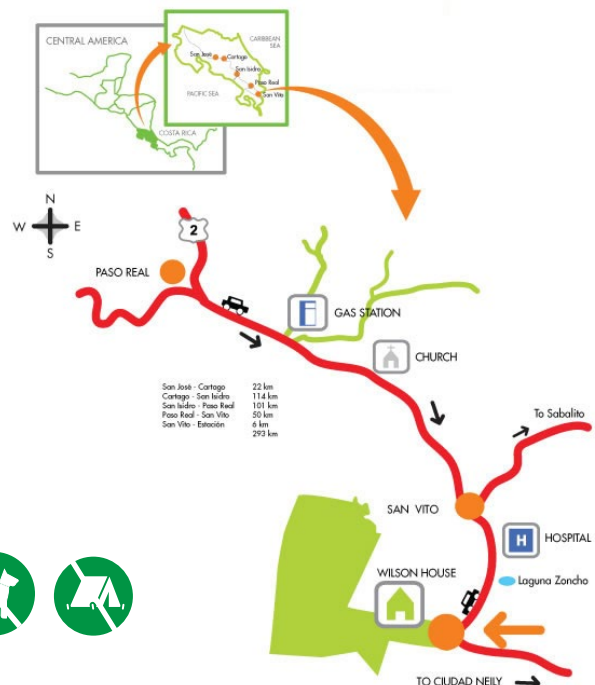 CENTRAL AMERICA
COSTA RICA
CARIBBEAN
SEA
San José
Cartago
San Isidro
Paso Real
San Vito
PACIFIC SEA
N
W E
S
2
PASO REAL
GAS STATION
CHURCH
San José - Cartago 22 km
Cartago - San Isidro 114 km
San Isidro - Paso Real 101 km
Paso Real - San Vito 50 km
San Vito - Estación 6 km
293 km
To Sabalito
SAN VITO
H
HOSPITAL
Laguna Zoncho
WILSON HOUSE
TO CIUDAD NEILY